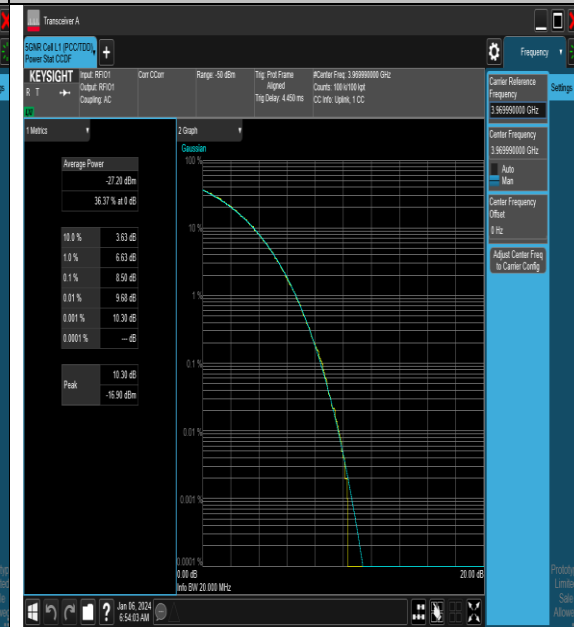 Transceiver A
5GNR Cell L1 (PCC/TDD),
Power Stat CCDF
Frequency
KEYSIGHT
R T
Input: RFIO1
Output: RFIO1
Coupling: AC
Corr CCorr
Range: -50 dBm
Trig: Prot Frame
Aligned
Trig Delay: 4.450 ms
#Center Freq: 3.969990000 GHz
Counts: 100 k/100 kpt
CC Info: Uplink, 1 CC
1 Metrics
Average Power
-27.20 dBm
36.37 % at 0 dB
10.0 % 3.63 dB
1.0 % 6.63 dB
0.1 % 8.50 dB
0.01 % 9.68 dB
0.001 % 10.30 dB
0.0001 % --- dB
Peak
10.30 dB
-16.90 dBm
2 Graph
Gaussian
100 %
10 %
1 %
0.1 %
0.01 %
0.001 %
0.0001 %
0.00 dB
20.00 dB
Info BW 20.000 MHz
Carrier Reference
Frequency
3.969990000 GHz
Center Frequency
3.969990000 GHz
Auto
Man
Center Frequency
Offset
0 Hz
Adjust Center Freq
to Carrier Config
Settings
Jan 06, 2024
6:54:03 AM
?